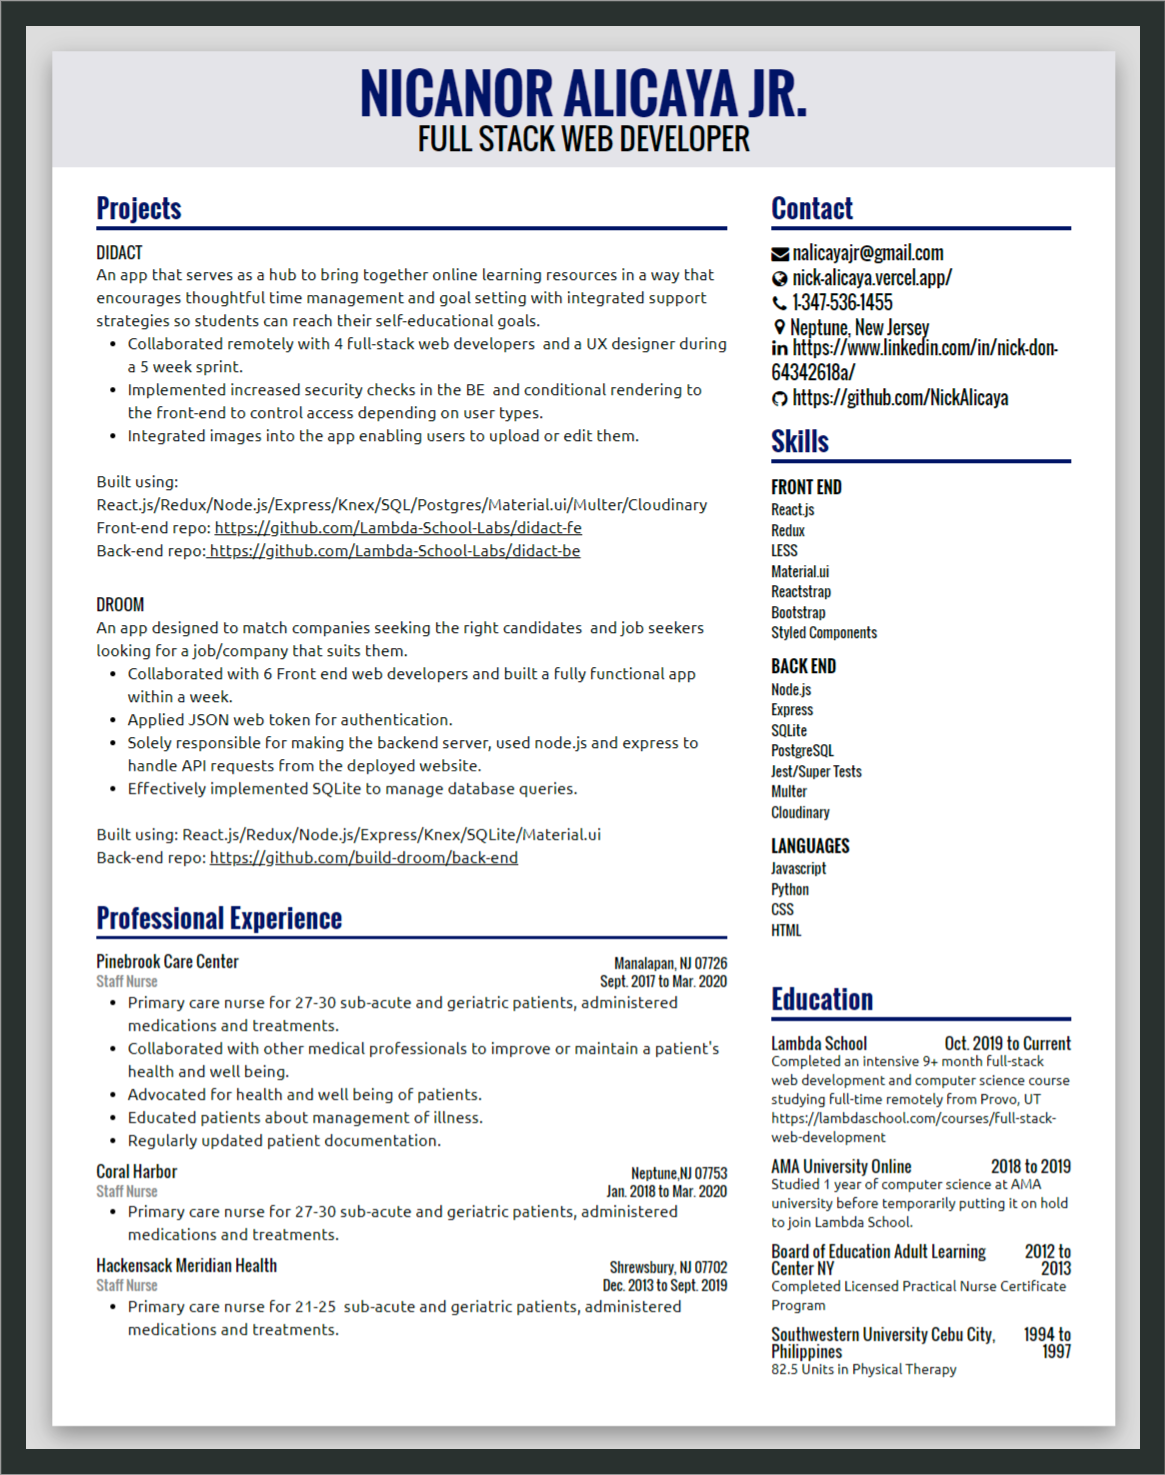 NICANOR ALICAYA JR.
FULL STACK WEB DEVELOPER
Projects
DIDACT
An app that serves as a hub to bring together online learning resources in a way that
encourages thoughtful time management and goal setting with integrated support
strategies so students can reach their self-educational goals.
• Collaborated remotely with 4 full-stack web developers  and a UX designer during
a 5 week sprint.
• Implemented increased security checks in the BE  and conditional rendering to
the front-end to control access depending on user types.
• Integrated images into the app enabling users to upload or edit them.
Built using:
React.js/Redux/Node.js/Express/Knex/SQL/Postgres/Material.ui/Multer/Cloudinary
Front-end repo: https://github.com/Lambda-School-Labs/didact-fe
Back-end repo: https://github.com/Lambda-School-Labs/didact-be
DROOM
An app designed to match companies seeking the right candidates  and job seekers
looking for a job/company that suits them.
• Collaborated with 6 Front end web developers and built a fully functional app
within a week.
• Applied JSON web token for authentication.
• Solely responsible for making the backend server, used node.js and express to
handle API requests from the deployed website.
• Effectively implemented SQLite to manage database queries.
Built using: React.js/Redux/Node.js/Express/Knex/SQLite/Material.ui
Back-end repo: https://github.com/build-droom/back-end
Professional Experience
Pinebrook Care Center Manalapan, NJ 07726
Staff Nurse Sept. 2017 to Mar. 2020
• Primary care nurse for 27-30 sub-acute and geriatric patients, administered
medications and treatments.
• Collaborated with other medical professionals to improve or maintain a patient's
health and well being.
• Advocated for health and well being of patients.
• Educated patients about management of illness.
• Regularly updated patient documentation.
Coral Harbor Neptune,NJ 07753
Staff Nurse Jan. 2018 to Mar. 2020
• Primary care nurse for 27-30 sub-acute and geriatric patients, administered
medications and treatments.
Hackensack Meridian Health Shrewsbury, NJ 07702
Staff Nurse Dec. 2013 to Sept. 2019
• Primary care nurse for 21-25  sub-acute and geriatric patients, administered
medications and treatments.
Contact
nalicayajr@gmail.com
nick-alicaya.vercel.app/
1-347-536-1455
Neptune, New Jersey
https://www.linkedin.com/in/nick-don-
64342618a/
https://github.com/NickAlicaya
Skills
FRONT END
React.js
Redux
LESS
Material.ui
Reactstrap
Bootstrap
Styled Components
BACK END
Node.js
Express
SQLite
PostgreSQL
Jest/Super Tests
Multer
Cloudinary
LANGUAGES
Javascript
Python
CSS
HTML
Education
Lambda School Oct. 2019 to Current
Completed an intensive 9+ month full-stack
web development and computer science course
studying full-time remotely from Provo, UT
https://lambdaschool.com/courses/full-stack-
web-development
AMA University Online 2018 to 2019
Studied 1 year of computer science at AMA
university before temporarily putting it on hold
to join Lambda School.
Board of Education Adult Learning 2012 to
Center NY 2013
Completed Licensed Practical Nurse Certificate
Program
Southwestern University Cebu City, 1994 to
Philippines 1997
82.5 Units in Physical Therapy